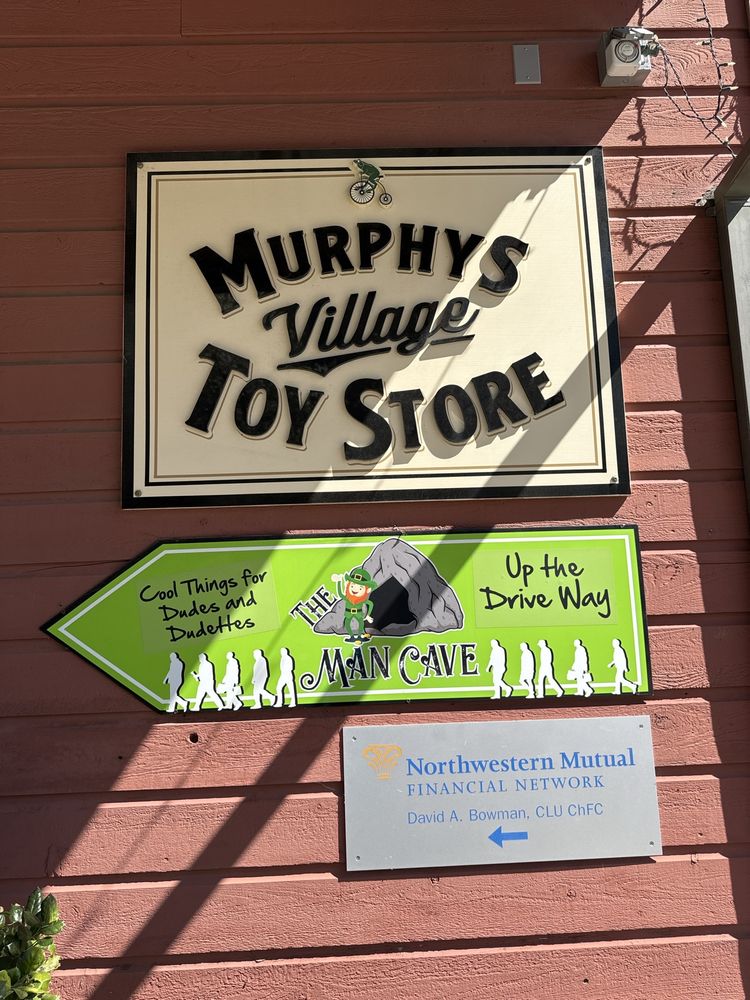 MURPHYS
Village
TOY STORE
Cool Things for
Dudes and
Dudettes
THE
MAN CAVE
Up the
Drive Way
Northwestern Mutual
FINANCIAL NETWORK
David A. Bowman, CLU ChFC